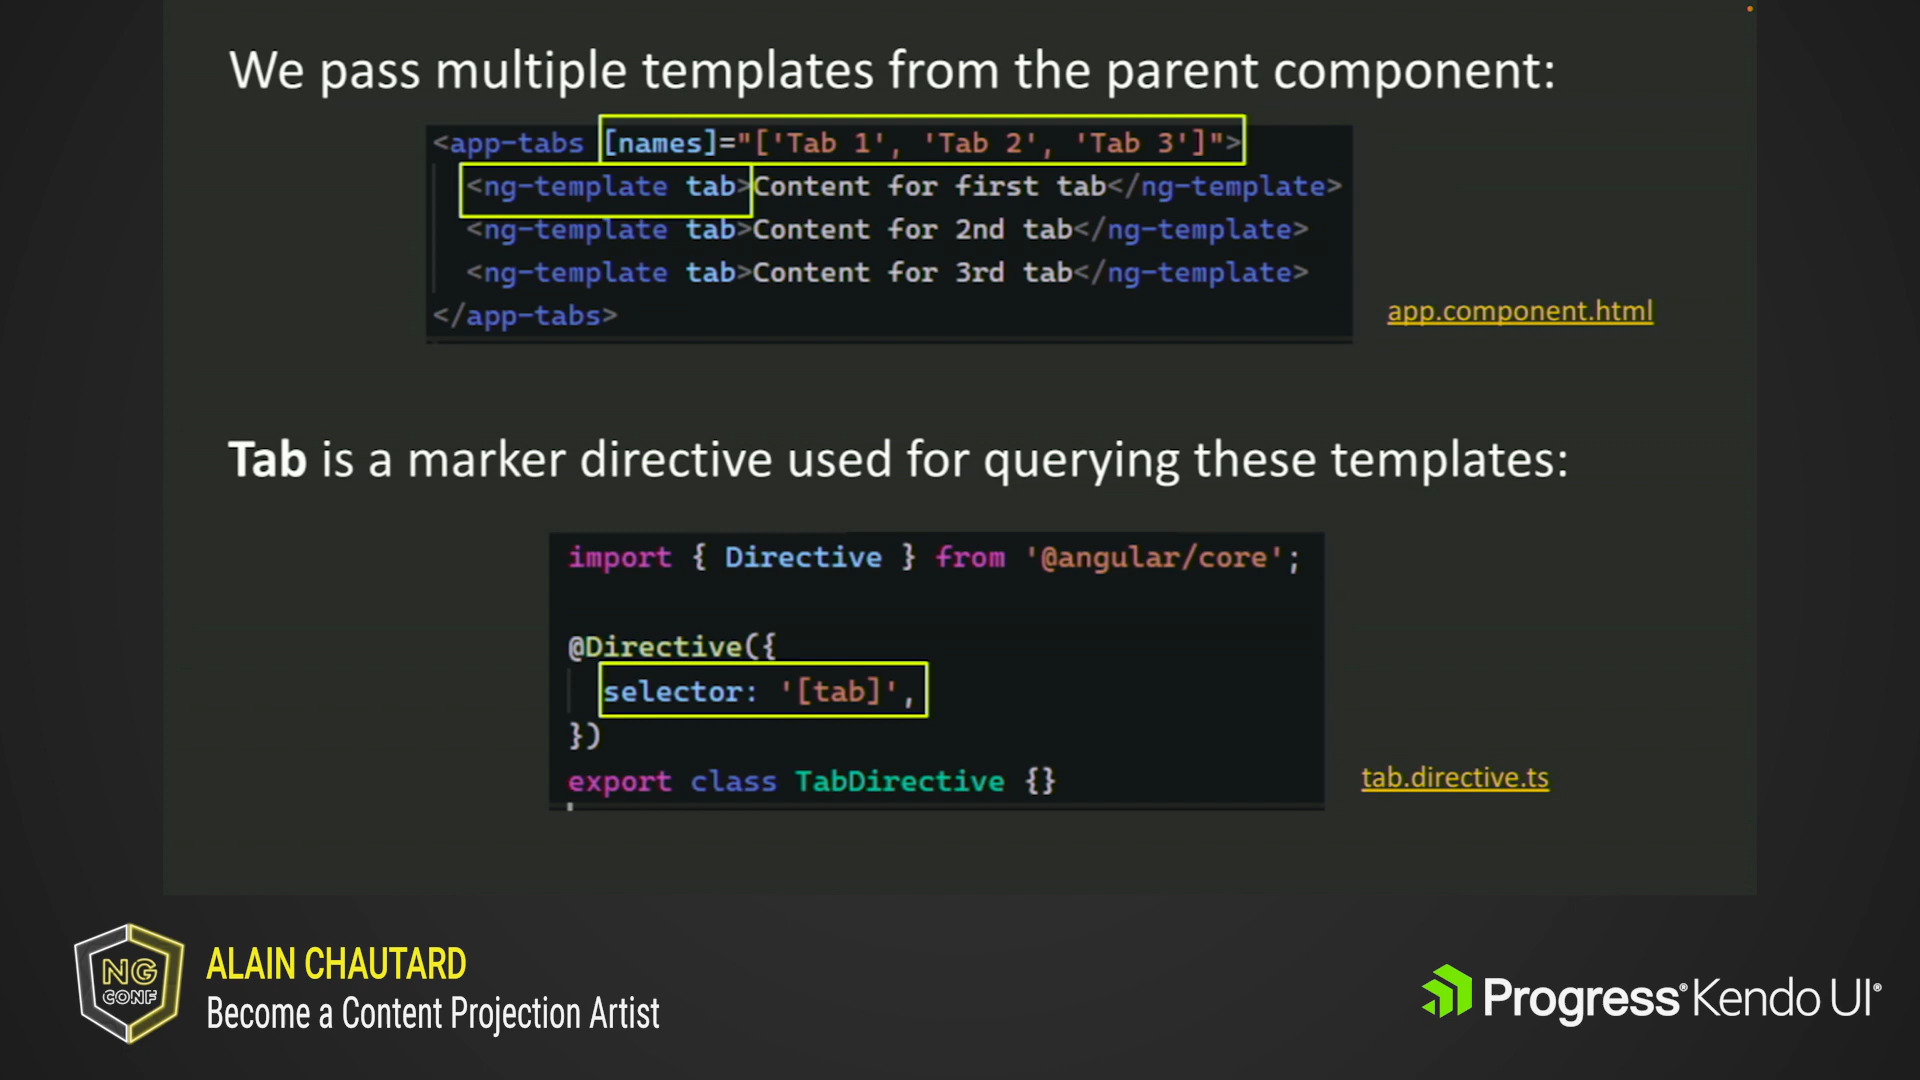 We pass multiple templates from the parent component:
<app-tabs [names]="['Tab 1', 'Tab 2', 'Tab 3']">
<ng-template tab>Content for first tab</ng-template>
<ng-template tab>Content for 2nd tab</ng-template>
<ng-template tab>Content for 3rd tab</ng-template>
</app-tabs>
app.component.html
Tab is a marker directive used for querying these templates:
import { Directive } from '@angular/core';
@Directive({
selector: '[tab]',
})
export class TabDirective {}
tab.directive.ts
NG
CONF
ALAIN CHAUTARD
Become a Content Projection Artist
Progress® Kendo UI®